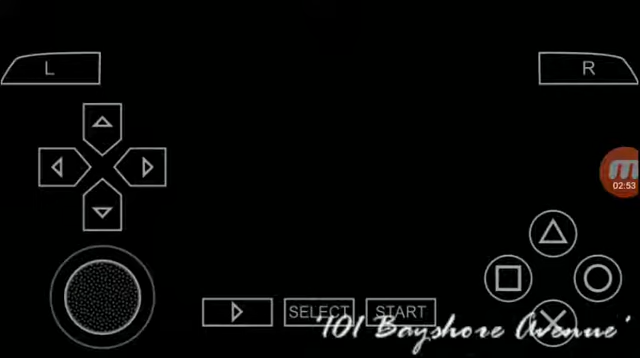 L
R
02:53
SELECT
START
'101 Bayshore Avenue'